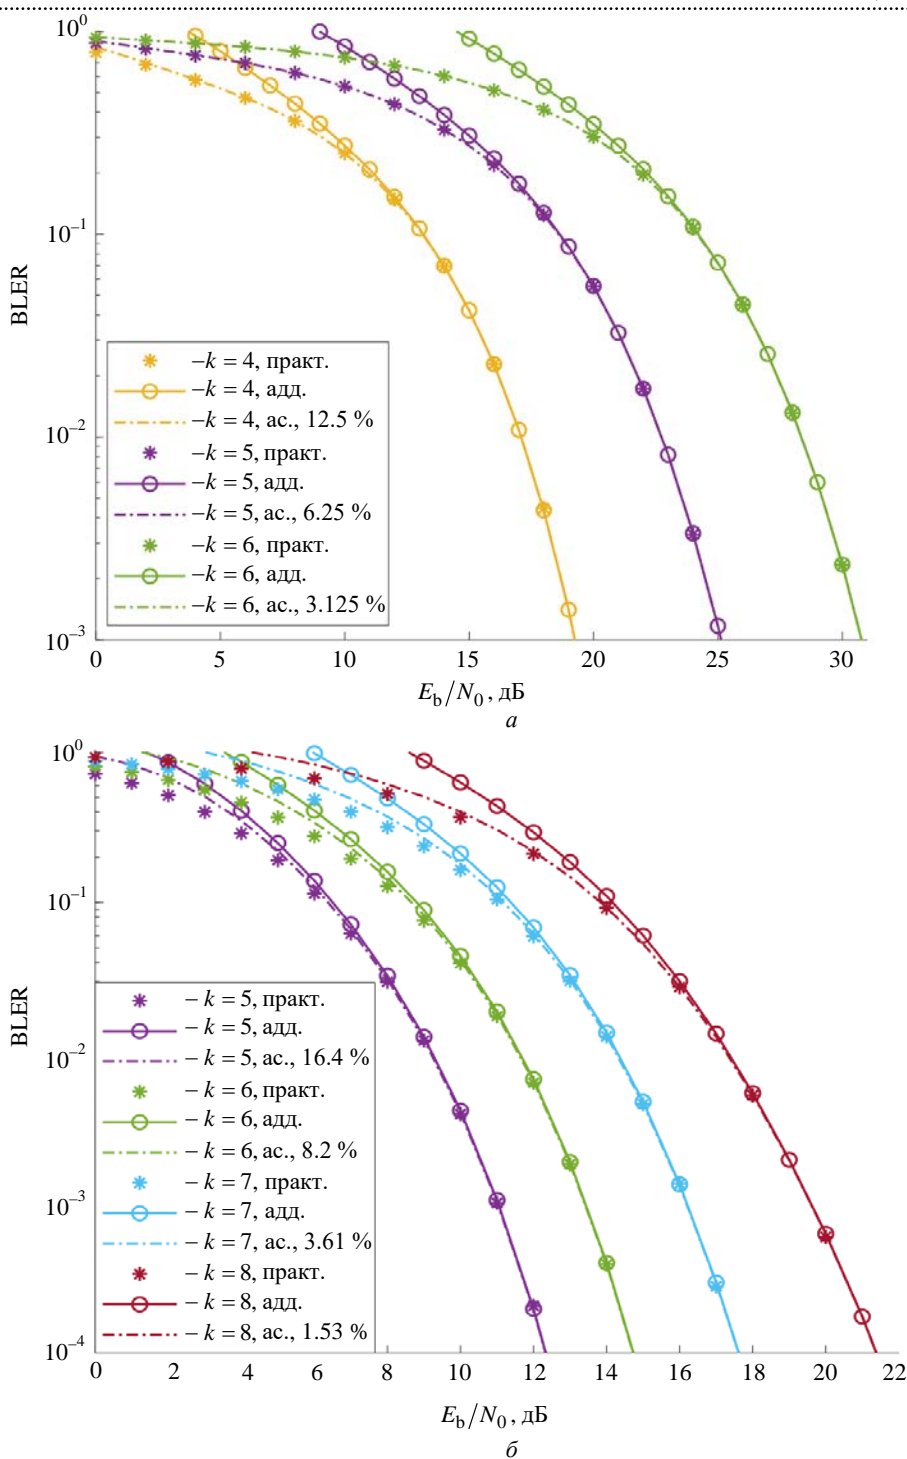 10⁰
10⁻¹
BLER
–k = 4, практ.
–k = 4, адд.
–k = 4, ас., 12.5 %
10⁻²
–k = 5, практ.
–k = 5, адд.
–k = 5, ас., 6.25 %
–k = 6, практ.
–k = 6, адд.
–k = 6, ас., 3.125 %
10⁻³
0 5 10 15 20 25 30
E_b/N_0, дБ
а
10⁰
10⁻¹
BLER
– k = 5, практ.
– k = 5, адд.
10⁻²
– k = 5, ас., 16.4 %
– k = 6, практ.
– k = 6, адд.
– k = 6, ас., 8.2 %
– k = 7, практ.
10⁻³
– k = 7, адд.
– k = 7, ас., 3.61 %
– k = 8, практ.
– k = 8, адд.
– k = 8, ас., 1.53 %
10⁻⁴
0 2 4 6 8 10 12 14 16 18 20 22
E_b/N_0, дБ
б